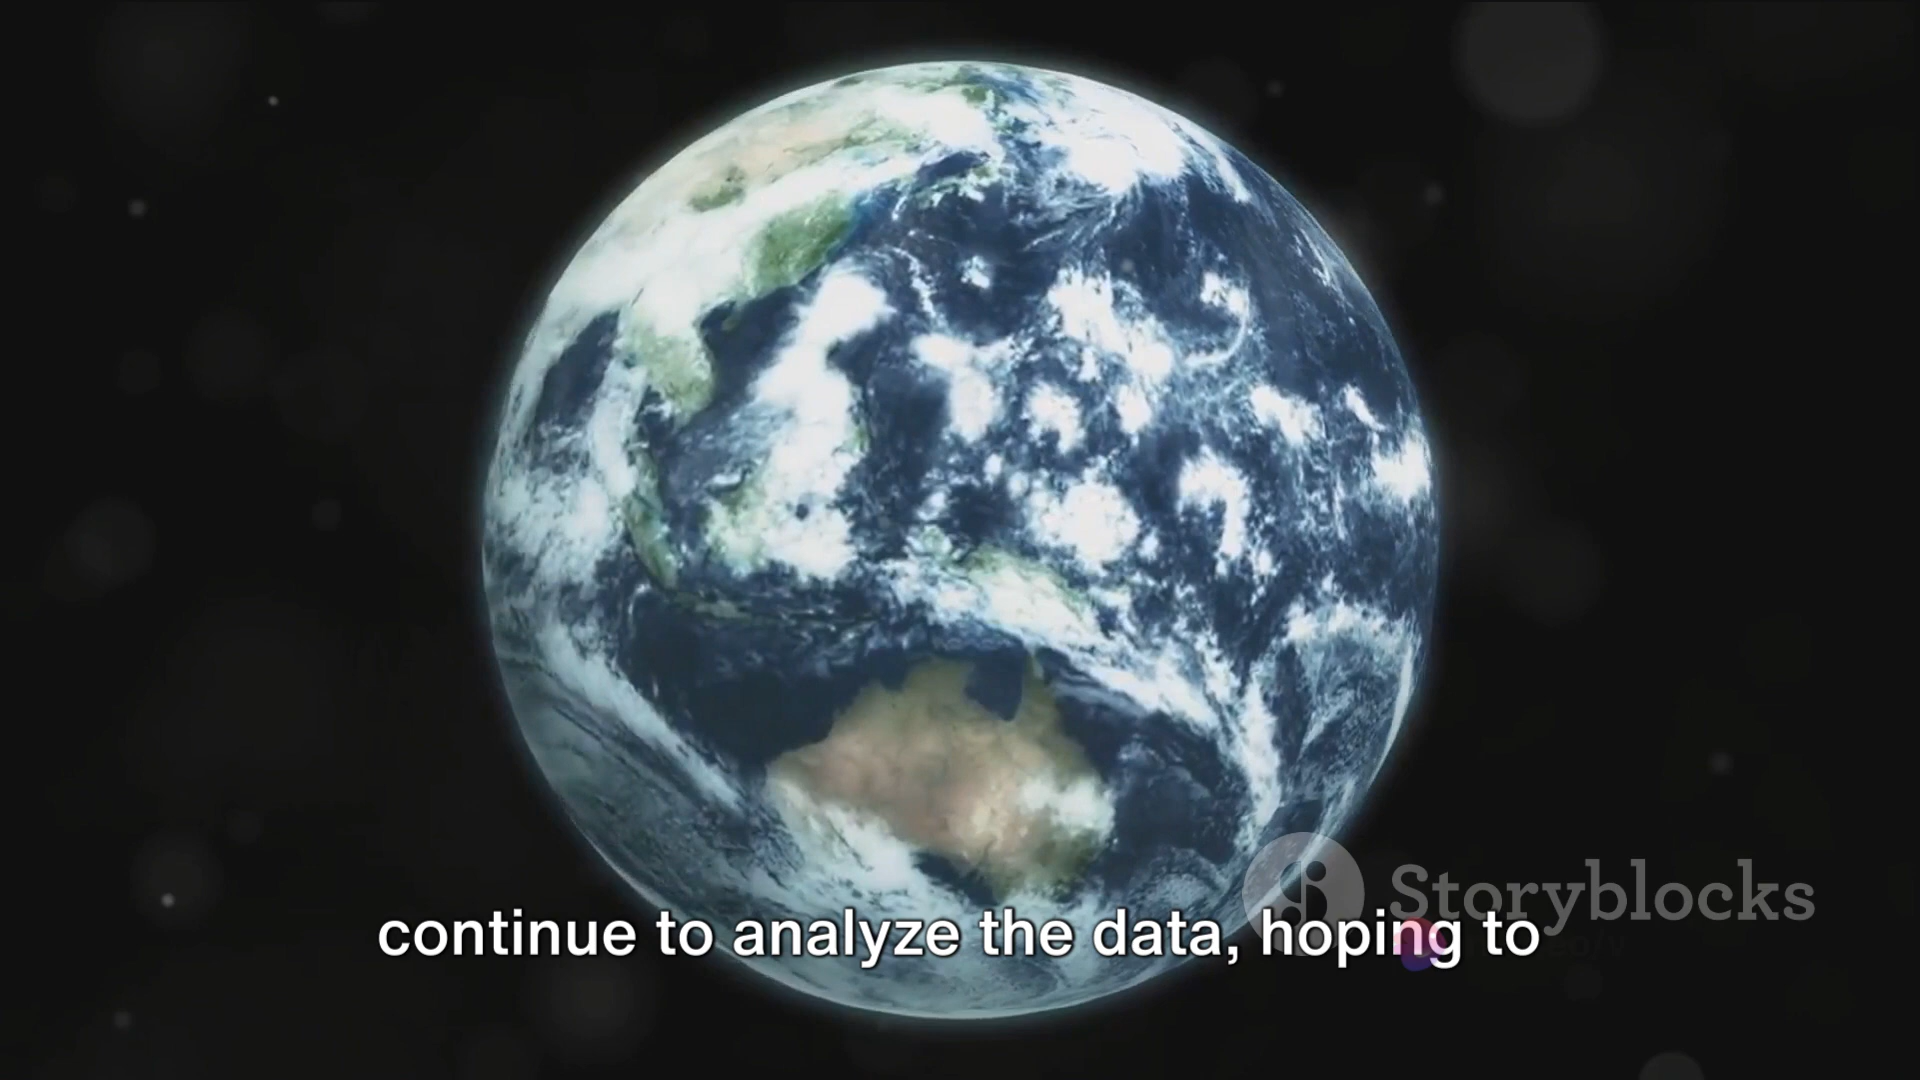 Storyblocks
continue to analyze the data, hoping to